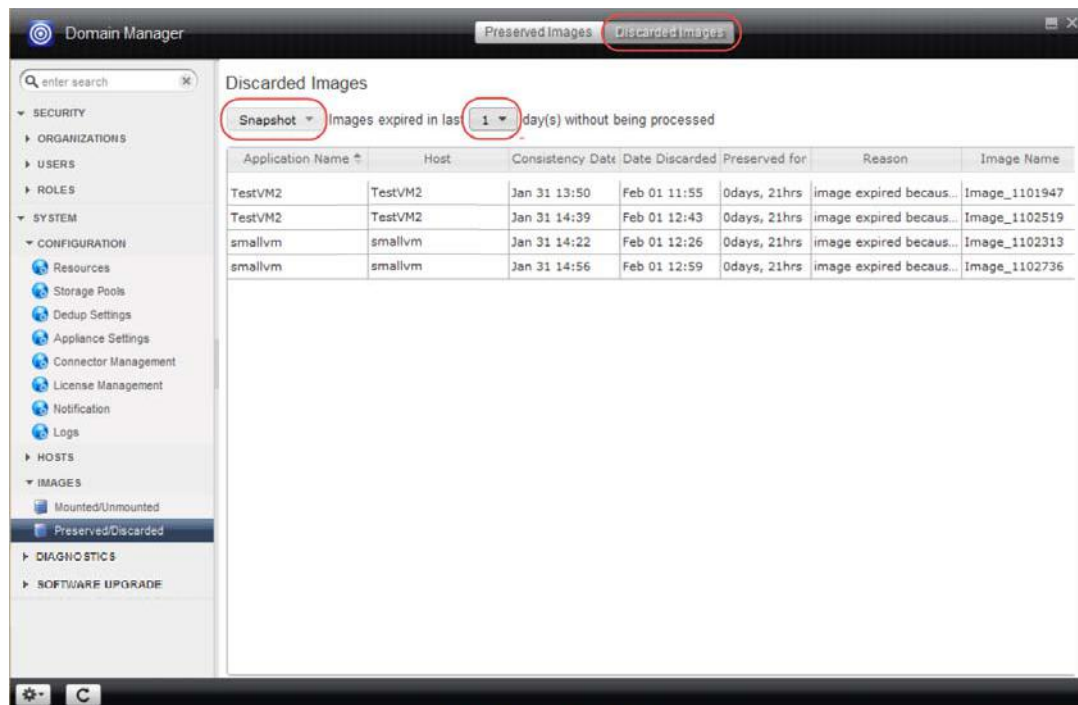 Domain Manager
Preserved Images Discarded Images
enter search
SECURITY
ORGANIZATIONS
USERS
ROLES
SYSTEM
CONFIGURATION
Resources
Storage Pools
Dedup Settings
Appliance Settings
Connector Management
License Management
Notification
Logs
HOSTS
IMAGES
Mounted/Unmounted
Preserved/Discarded
DIAGNOSTICS
SOFTWARE UPGRADE
Discarded Images
Snapshot Images expired in last 1 day(s) without being processed
Application Name Host Consistency Date Date Discarded Preserved for Reason Image Name
TestVM2 TestVM2 Jan 31 13:50 Feb 01 11:55 0days, 21hrs image expired becaus... Image_1101947
TestVM2 TestVM2 Jan 31 14:39 Feb 01 12:43 0days, 21hrs image expired becaus... Image_1102519
smallvm smallvm Jan 31 14:22 Feb 01 12:26 0days, 21hrs image expired becaus... Image_1102313
smallvm smallvm Jan 31 14:56 Feb 01 12:59 0days, 21hrs image expired becaus... Image_1102736